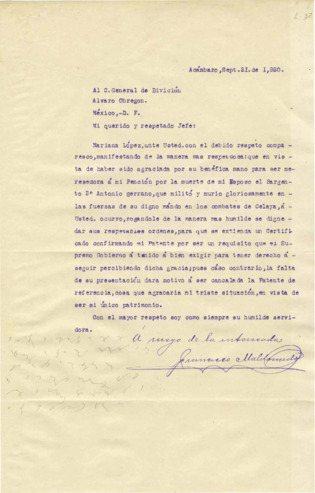 Acámbaro, Sept. 21. de 1,920.
Al C. General de División
Alvaro Obregon.
México,-D. F.
Mi querido y respetado Jefe:
Mariana López, ante Usted. con el debido respeto compa-
resco, manifestando de la manera mas respetuosa: que en vis-
ta de haber sido agraciada por su benéfica mano para ser me-
resedora á mi Pención por la muerte de mi Esposo el Sargen-
to 2º Antonio Serrano, que militó y murio gloriosamente en-
las fuerzas de su digno mándo en los combates de Celaya, á-
Usted. ocurro, rogandole de la manera mas humilde se digne-
dar sus respetables ordenes, para que se extienda un Certifi-
cado confirmando mi Patente por ser un requisito que el Su-
premo Gobierno á tenido á bien exigir para tener derécho á-
seguir percibiendo dicha gracia; pues cáso contrario, la falta
de su presentación dara motivo á ser cancelada la Patente de
referencia, cosa que agravaria mi triste situación, en vista de
ser mi único patrimonio.
Con el mayor respeto soy como siempre su humilde servi-
dora.
A ruego de la interesada
Francisco Maldonado